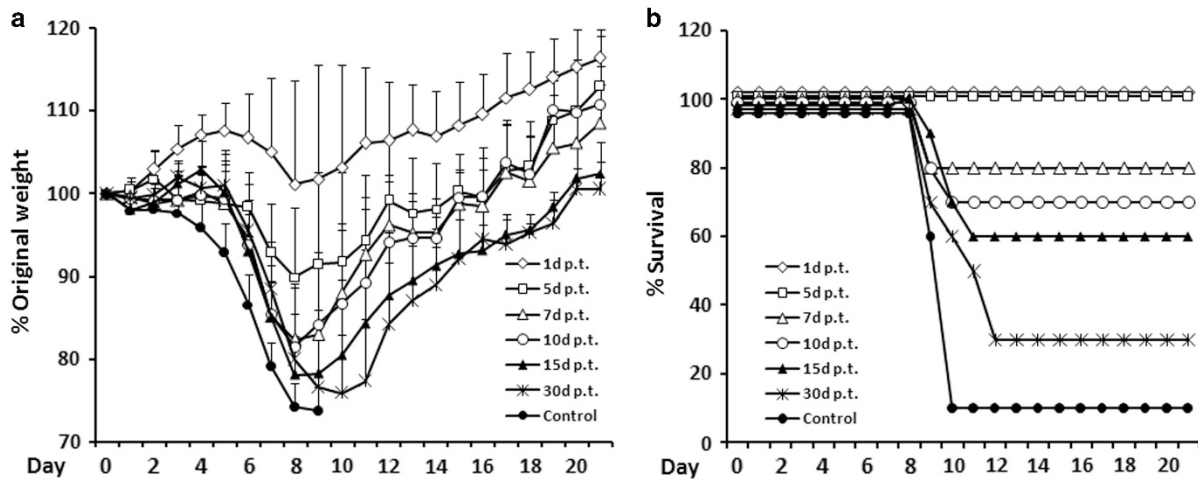 a
% Original weight
120
110
100
90
80
70
Day
0 2 4 6 8 10 12 14 16 18 20
1d p.t.
5d p.t.
7d p.t.
10d p.t.
15d p.t.
30d p.t.
Control
b
% Survival
120
100
80
60
40
20
0
Day
0 2 4 6 8 10 12 14 16 18 20
1d p.t.
5d p.t.
7d p.t.
10d p.t.
15d p.t.
30d p.t.
Control